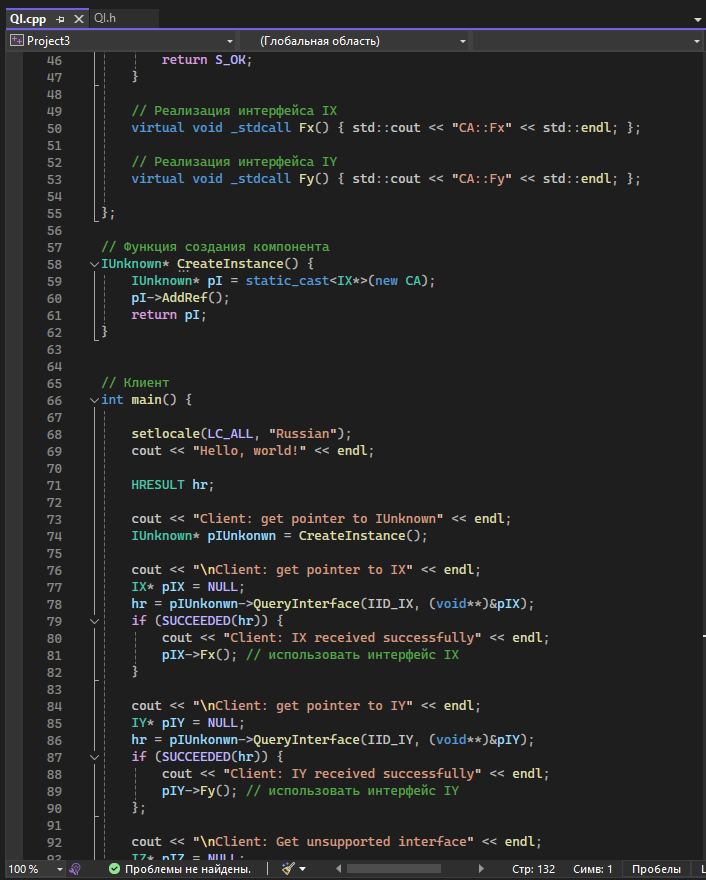 QI.cpp QI.h
Project3 (Глобальная область)
46 return S_OK;
47 }
48
49 // Реализация интерфейса IX
50 virtual void _stdcall Fx() { std::cout << "CA::Fx" << std::endl; };
51
52 // Реализация интерфейса IY
53 virtual void _stdcall Fy() { std::cout << "CA::Fy" << std::endl; };
54
55 };
56
57 // Функция создания компонента
58 IUnknown* CreateInstance() {
59 IUnknown* pI = static_cast<IX*>(new CA);
60 pI->AddRef();
61 return pI;
62 }
63
64
65 // Клиент
66 int main() {
67
68 setlocale(LC_ALL, "Russian");
69 cout << "Hello, world!" << endl;
70
71 HRESULT hr;
72
73 cout << "Client: get pointer to IUnknown" << endl;
74 IUnknown* pIUnkonwn = CreateInstance();
75
76 cout << "\nClient: get pointer to IX" << endl;
77 IX* pIX = NULL;
78 hr = pIUnkonwn->QueryInterface(IID_IX, (void**)&pIX);
79 if (SUCCEEDED(hr)) {
80 cout << "Client: IX received successfully" << endl;
81 pIX->Fx(); // использовать интерфейс IX
82 }
83
84 cout << "\nClient: get pointer to IY" << endl;
85 IY* pIY = NULL;
86 hr = pIUnkonwn->QueryInterface(IID_IY, (void**)&pIY);
87 if (SUCCEEDED(hr)) {
88 cout << "Client: IY received successfully" << endl;
89 pIY->Fy(); // использовать интерфейс IY
90 };
91
92 cout << "\nClient: Get unsupported interface" << endl;
93 IZ* pIZ = NULL;
100 % Проблемы не найдены. Стр: 132 Симв: 1 Пробелы